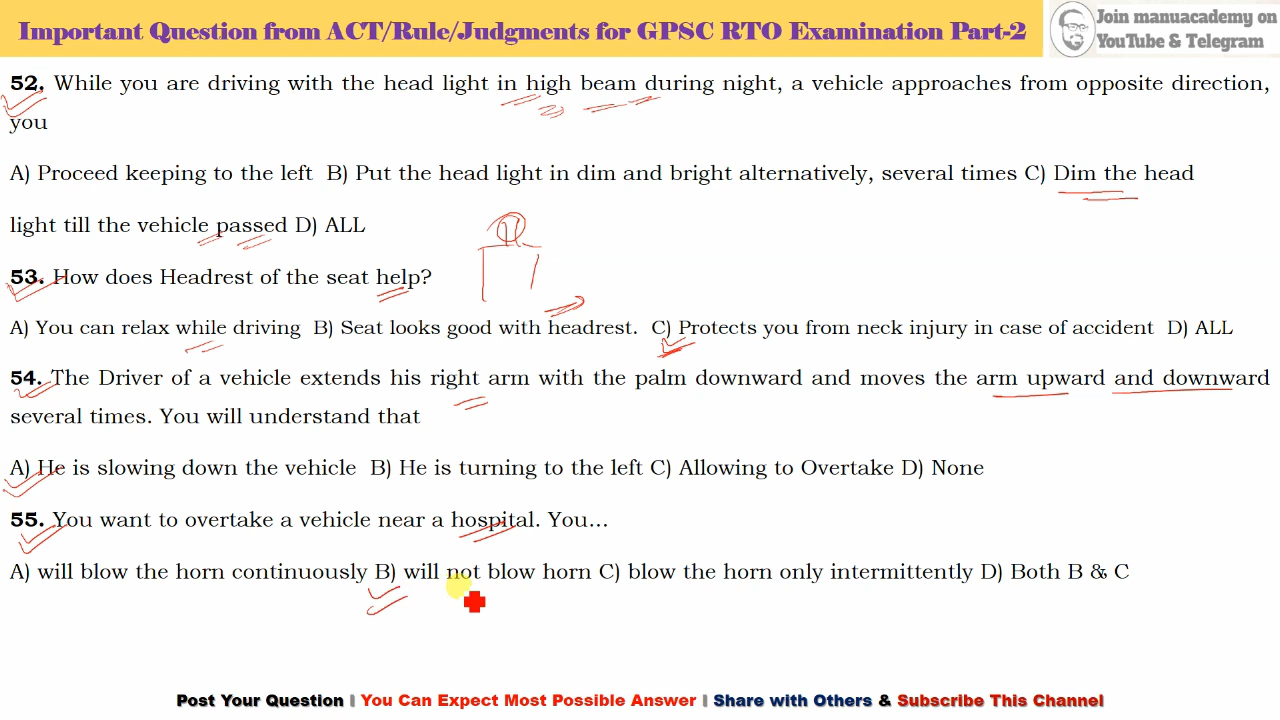 Important Question from ACT/Rule/Judgments for GPSC RTO Examination Part-2
Join manuacademy on
YouTube & Telegram
52. While you are driving with the head light in high beam during night, a vehicle approaches from opposite direction,
you
A) Proceed keeping to the left B) Put the head light in dim and bright alternatively, several times C) Dim the head
light till the vehicle passed D) ALL
53. How does Headrest of the seat help?
A) You can relax while driving B) Seat looks good with headrest. C) Protects you from neck injury in case of accident D) ALL
54. The Driver of a vehicle extends his right arm with the palm downward and moves the arm upward and downward
several times. You will understand that
A) He is slowing down the vehicle B) He is turning to the left C) Allowing to Overtake D) None
55. You want to overtake a vehicle near a hospital. You...
A) will blow the horn continuously B) will not blow horn C) blow the horn only intermittently D) Both B & C
Post Your Question | You Can Expect Most Possible Answer | Share with Others & Subscribe This Channel